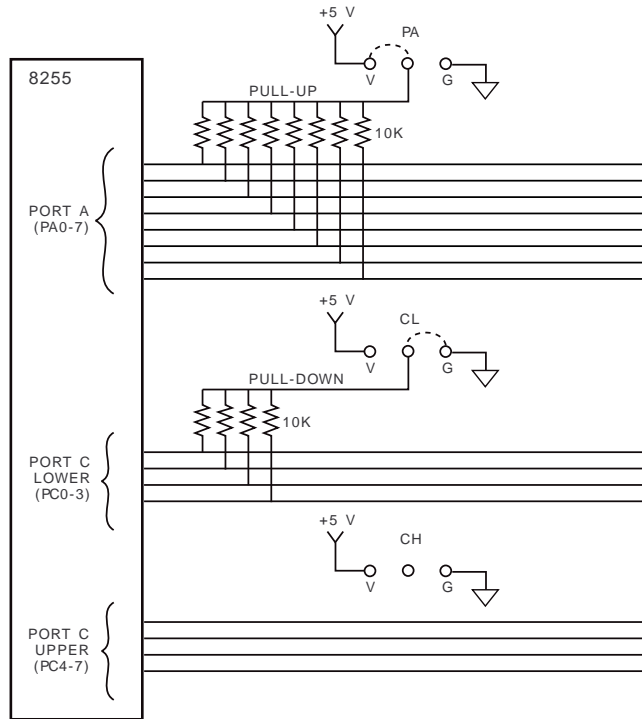 +5 V
PA
8255
V
G
PULL-UP
10K
PORT A
(PA0-7)
+5 V
CL
V
G
PULL-DOWN
10K
PORT C
LOWER
(PC0-3)
+5 V
CH
V
G
PORT C
UPPER
(PC4-7)